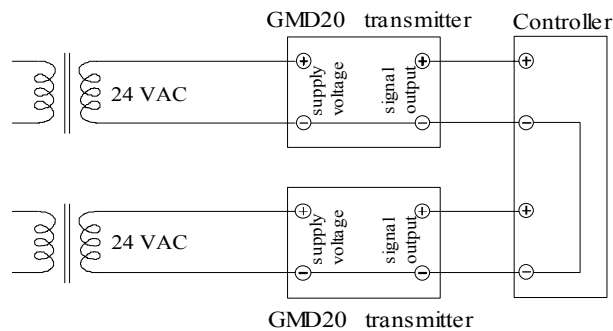 GMD20 transmitter
Controller
24 VAC
+
supply
voltage
-
+
signal
output
-
+
-
24 VAC
+
supply
voltage
-
+
signal
output
-
+
-
GMD20 transmitter